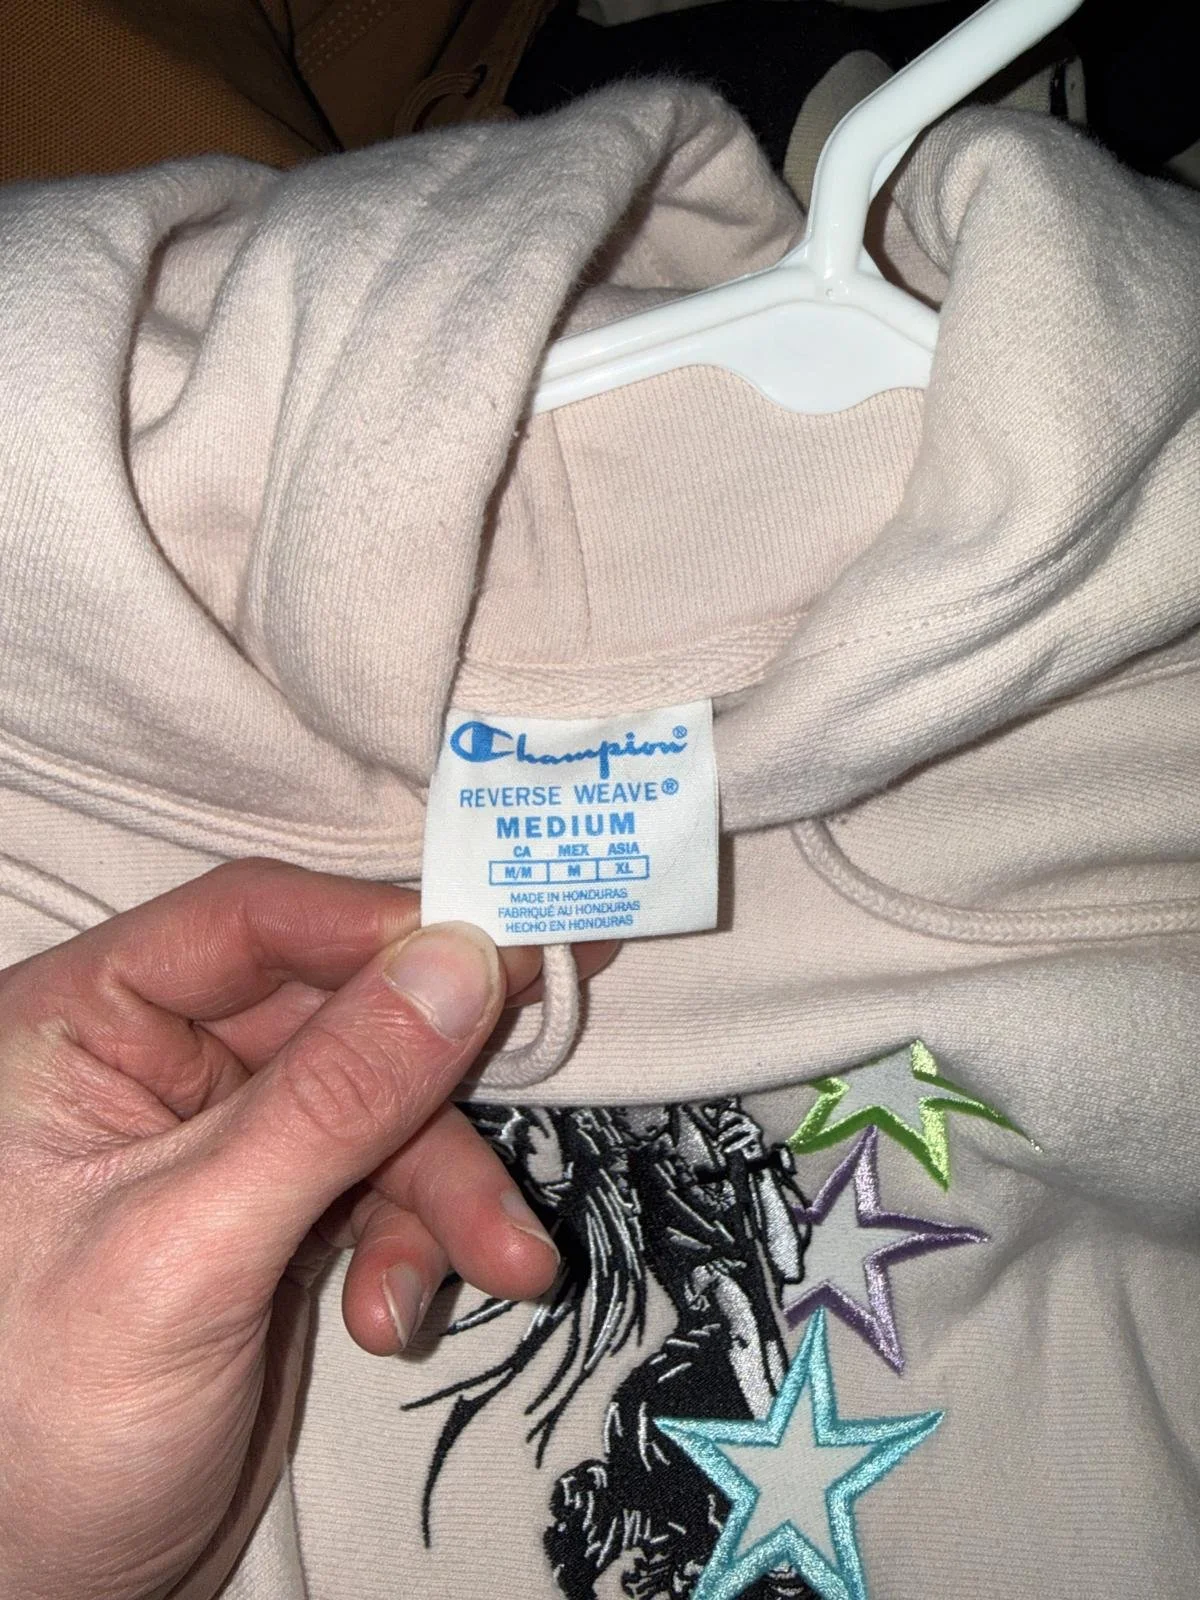 Champion®
REVERSE WEAVE®
MEDIUM
CA MEX ASIA
M/M M XL
MADE IN HONDURAS
FABRIQUÉ AU HONDURAS
HECHO EN HONDURAS